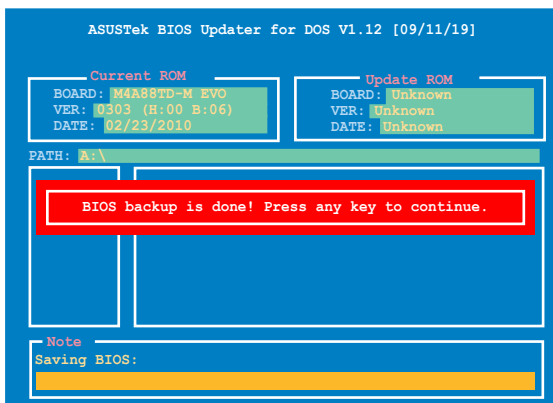 ASUSTek BIOS Updater for DOS V1.12 [09/11/19]
Current ROM
BOARD: M4A88TD-M EVO
VER: 0303 (H:00 B:06)
DATE: 02/23/2010
Update ROM
BOARD: Unknown
VER: Unknown
DATE: Unknown
PATH: A:\
BIOS backup is done! Press any key to continue.
Note
Saving BIOS: